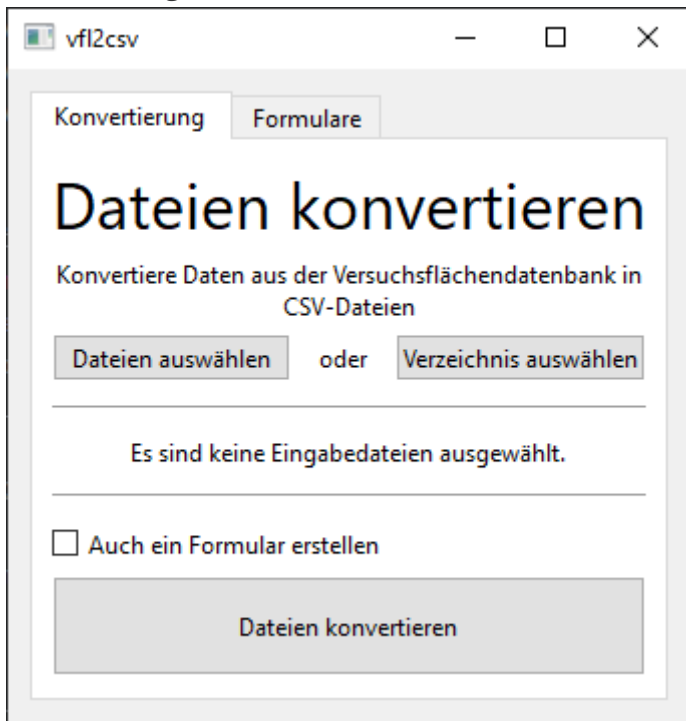 vfl2csv
Konvertierung
Formulare
Dateien konvertieren
Konvertiere Daten aus der Versuchsflächendatenbank in
CSV-Dateien
Dateien auswählen oder Verzeichnis auswählen
Es sind keine Eingabedateien ausgewählt.
Auch ein Formular erstellen
Dateien konvertieren